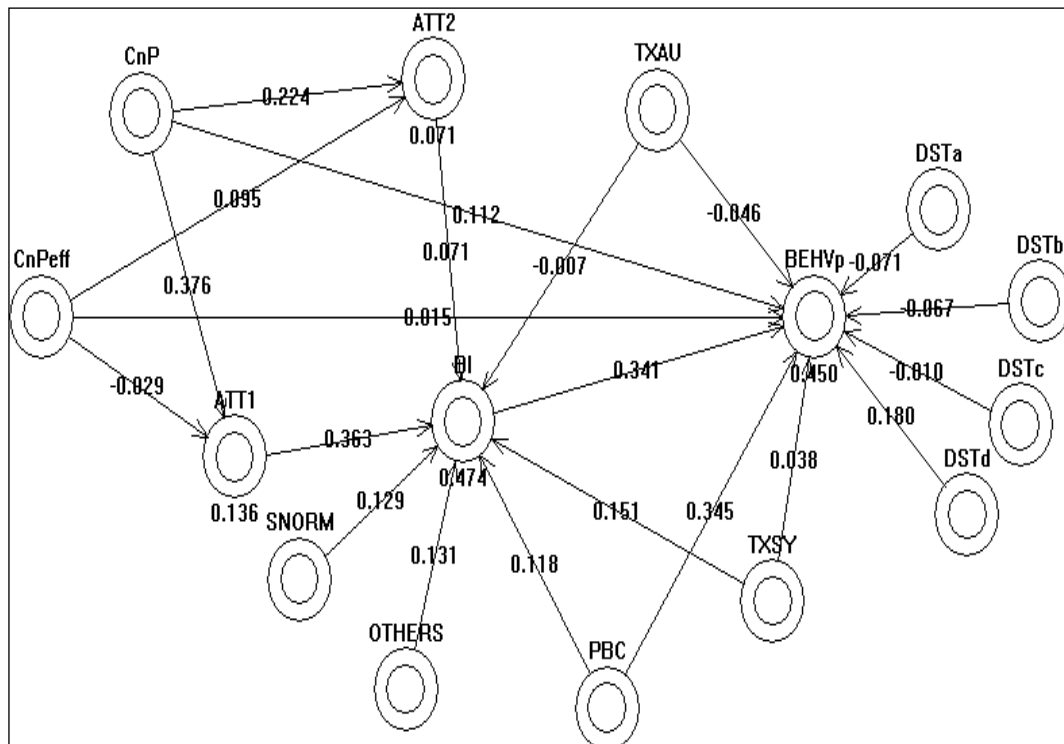 ATT2
CnP
TXAU
0.224
0.071
DSTa
0.095
0.112
-0.046
DSTb
CnPeff
0.071
-0.007
BEHVp
-0.071
0.376
0.015
-0.067
BI
0.341
0.450
-0.010
DSTc
-0.029
ATT1
0.363
0.180
0.038
DSTd
0.474
0.129
0.136
SNORM
0.151
0.345
TXSY
0.131
0.118
OTHERS
PBC